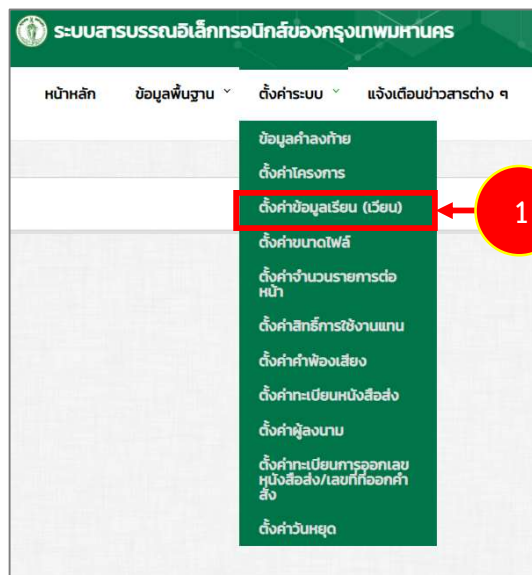 ระบบสารบรรณอิเล็กทรอนิกส์ของกรุงเทพมหานคร
หน้าหลัก ข้อมูลพื้นฐาน ตั้งค่าระบบ แจ้งเตือนข่าวสารต่าง ๆ
ข้อมูลคำลงท้าย
ตั้งค่าโครงการ
ตั้งค่าข้อมูลเรียน (เวียน)
1
ตั้งค่าขนาดไฟล์
ตั้งค่าจำนวนรายการต่อ
หน้า
ตั้งค่าสิทธิ์การใช้งานแทน
ตั้งค่าคำพ้องเสียง
ตั้งค่าทะเบียนหนังสือส่ง
ตั้งค่าผู้ลงนาม
ตั้งค่าทะเบียนการออกเลข
หนังสือส่ง/เลขที่ที่ออกคำ
สั่ง
ตั้งค่าวันหยุด